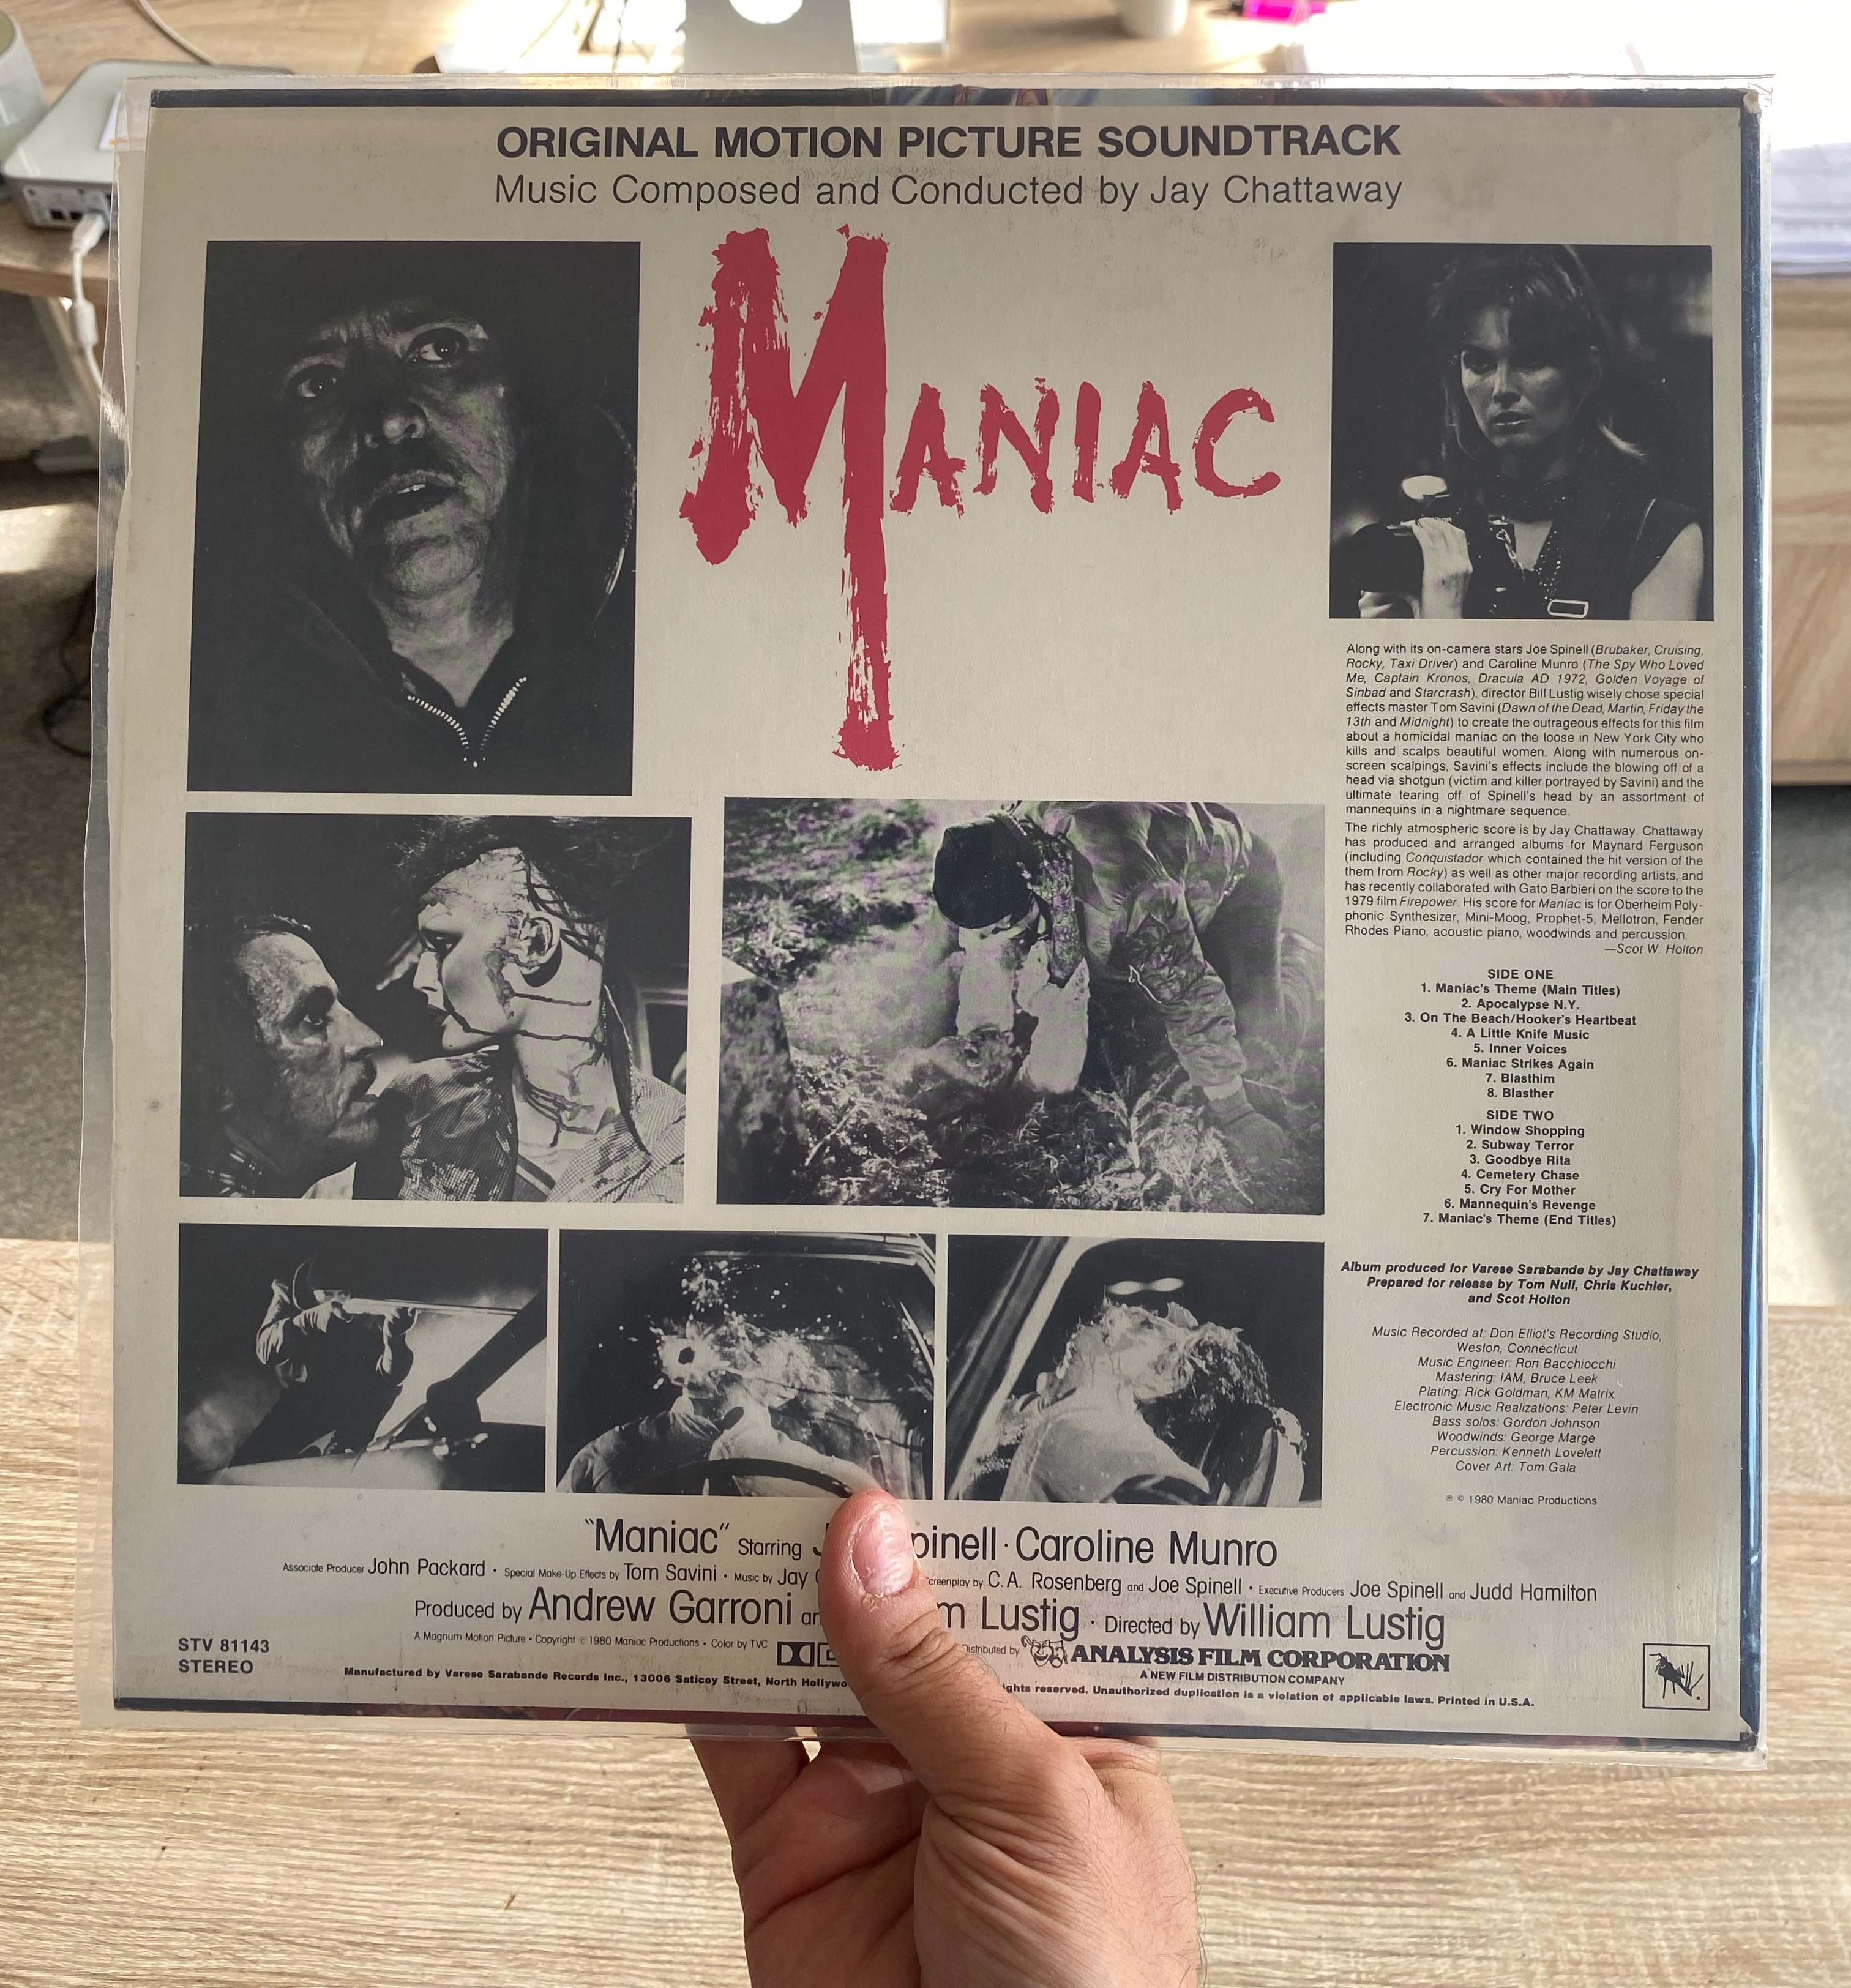 ORIGINAL MOTION PICTURE SOUNDTRACK
Music Composed and Conducted by Jay Chattaway
MANIAC
Along with its on-camera stars Joe Spinell (Brubaker, Cruising,
Rocky, Taxi Driver) and Caroline Munro (The Spy Who Loved
Me, Captain Kronos, Dracula AD 1972, Golden Voyage of
Sinbad and Starcrash), director Bill Lustig wisely chose special
effects master Tom Savini (Dawn of the Dead, Martin, Friday the
13th and Midnight) to create the outrageous effects for this film
about a homicidal maniac on the loose in New York City who
kills and scalps beautiful women. Along with numerous on-
screen scalpings, Savini's effects include the blowing off of a
head via shotgun (victim and killer portrayed by Savini) and the
ultimate tearing off of Spinell's head by an assortment of
mannequins in a nightmare sequence.
The richly atmospheric score is by Jay Chattaway. Chattaway
has produced and arranged albums for Maynard Ferguson
(including Conquistador which contained the hit version of the
them from Rocky) as well as other major recording artists, and
has recently collaborated with Gato Barbieri on the score to the
1979 film Firepower. His score for Maniac is for Oberheim Poly-
phonic Synthesizer, Mini-Moog, Prophet-5, Mellotron, Fender
Rhodes Piano, acoustic piano, woodwinds and percussion.
—Scot W. Holton
SIDE ONE
1. Maniac's Theme (Main Titles)
2. Apocalypse N.Y.
3. On The Beach/Hooker's Heartbeat
4. A Little Knife Music
5. Inner Voices
6. Maniac Strikes Again
7. Blasthim
8. Blasther
SIDE TWO
1. Window Shopping
2. Subway Terror
3. Goodbye Rita
4. Cemetery Chase
5. Cry For Mother
6. Mannequin's Revenge
7. Maniac's Theme (End Titles)
Album produced for Varese Sarabande by Jay Chattaway
Prepared for release by Tom Null, Chris Kuchler,
and Scot Holton
Music Recorded at: Don Elliot's Recording Studio,
Weston, Connecticut
Music Engineer: Ron Bacchiocchi
Mastering: IAM, Bruce Leek
Plating: Rick Goldman, KM Matrix
Electronic Music Realizations: Peter Levin
Bass solos: Gordon Johnson
Woodwinds: George Marge
Percussion: Kenneth Lovelett
Cover Art: Tom Gala
℗ © 1980 Maniac Productions
"Maniac" Starring pinell · Caroline Munro
Associate Producer John Packard · Special Make-Up Effects by Tom Savini · Music by Jay creenplay by C.A. Rosenberg and Joe Spinell · Executive Producers Joe Spinell and Judd Hamilton
Produced by Andrew Garroni an m Lustig · Directed by William Lustig
A Magnum Motion Picture · Copyright © 1980 Maniac Productions · Color by TVC istributed by ANALYSIS FILM CORPORATION
A NEW FILM DISTRIBUTION COMPANY
STV 81143
STEREO
Manufactured by Varese Sarabande Records Inc., 13006 Saticoy Street, North Hollywo ghts reserved. Unauthorized duplication is a violation of applicable laws. Printed in U.S.A.